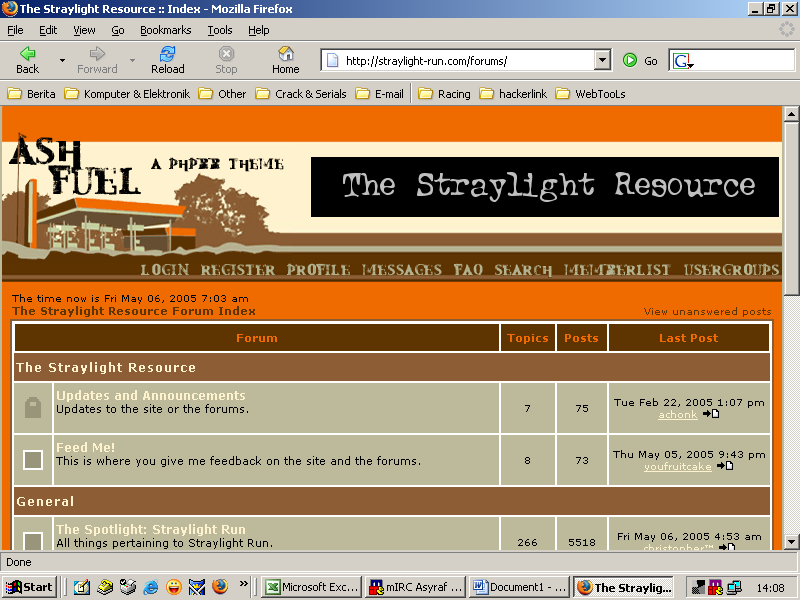 The Straylight Resource :: Index - Mozilla Firefox
File Edit View Go Bookmarks Tools Help
Back Forward Reload Stop Home http://straylight-run.com/forums/ Go G
Berita Komputer & Elektronik Other Crack & Serials E-mail Racing hackerlink WebTooLs
ASH FUEL
A PHPBB THEME
The Straylight Resource
LOGIN REGISTER PROFILE MESSAGES FAQ SEARCH MEMBERLIST USERGROUPS
The time now is Fri May 06, 2005 7:03 am
The Straylight Resource Forum Index View unanswered posts
Forum Topics Posts Last Post
The Straylight Resource
Updates and Announcements
Updates to the site or the forums. 7 75 Tue Feb 22, 2005 1:07 pm
achonk
Feed Me!
This is where you give me feedback on the site and the forums. 8 73 Thu May 05, 2005 9:43 pm
youfruitcake
General
The Spotlight: Straylight Run
All things pertaining to Straylight Run. 266 5518 Fri May 06, 2005 4:53 am
christopher™
Done
Start » Microsoft Exc... mIRC Asyraf ... Document1 - ... The Straylig... 14:08